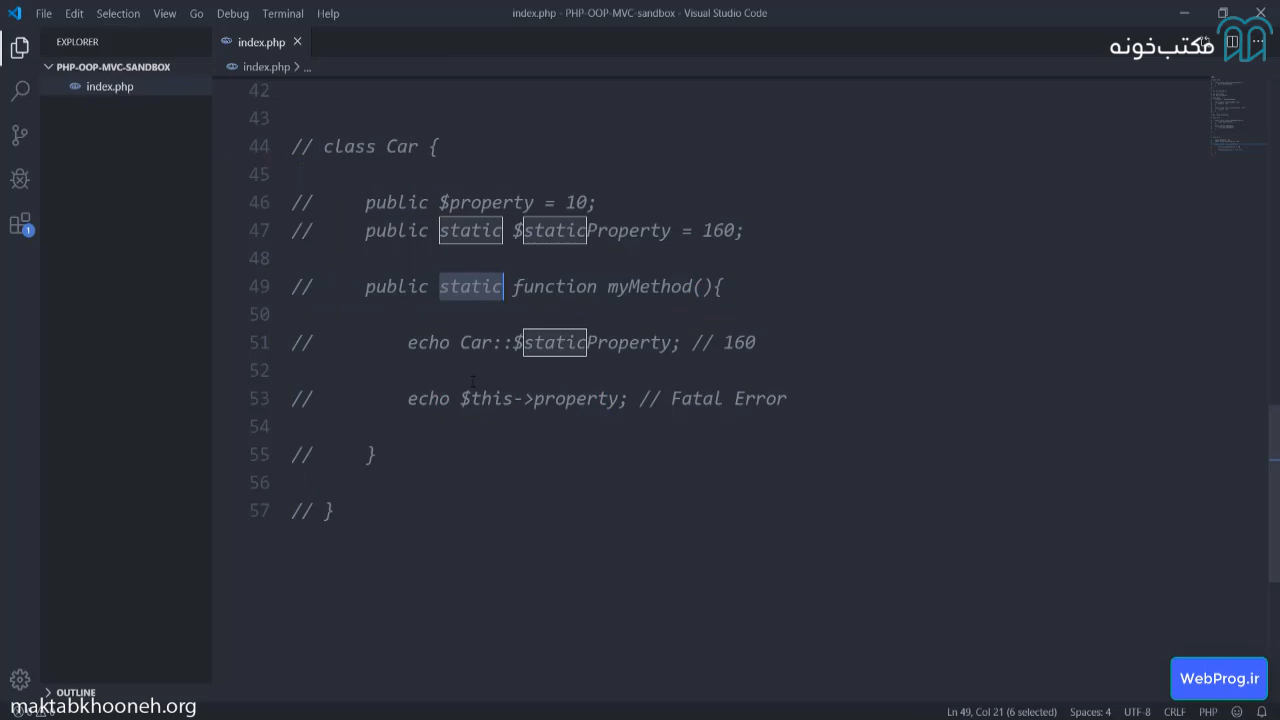 File Edit Selection View Go Debug Terminal Help
index.php - PHP-OOP-MVC-sandbox - Visual Studio Code
EXPLORER
index.php
مکتب‌خونه
PHP-OOP-MVC-SANDBOX
index.php > ...
index.php
42
43
44 // class Car {
45
46 // public $property = 10;
47 // public static $staticProperty = 160;
48
49 // public static function myMethod(){
50
51 // echo Car::$staticProperty; // 160
52
53 // echo $this->property; // Fatal Error
54
55 // }
56
57 // }
1
WebProg.ir
OUTLINE
maktabkhooneh.org
Ln 49, Col 21 (6 selected) Spaces: 4 UTF-8 CRLF PHP